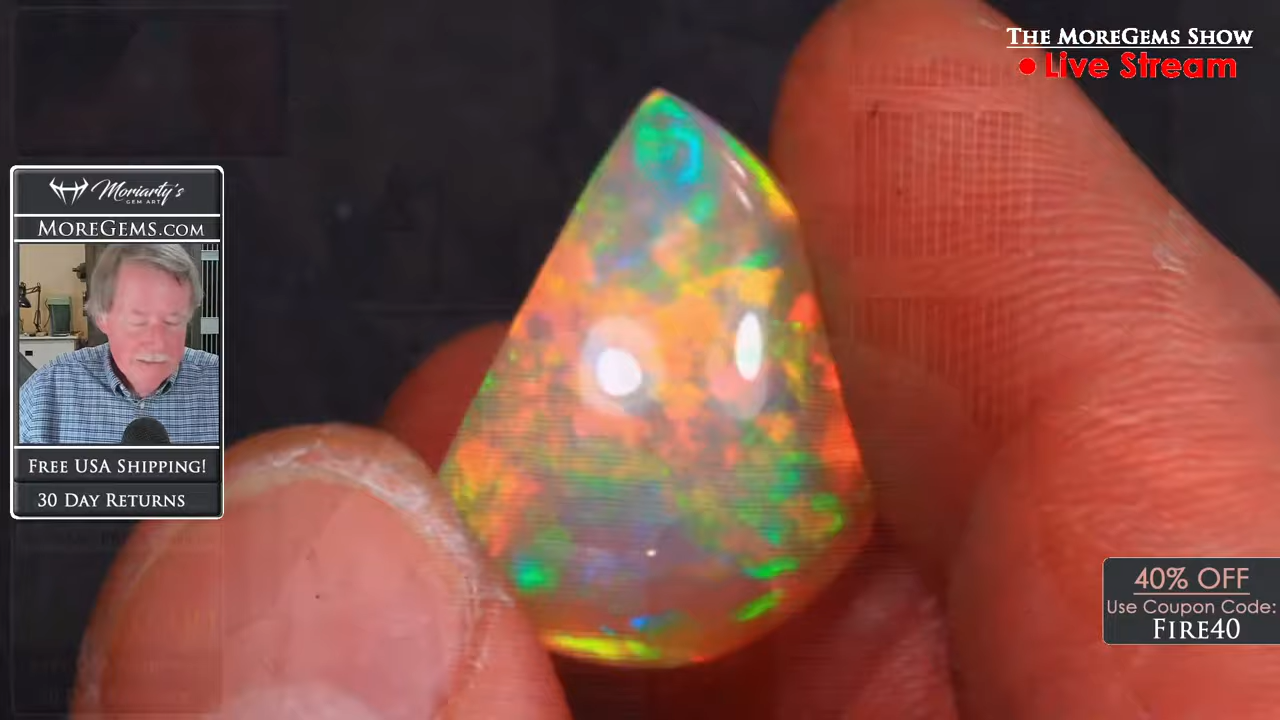 The MoreGems Show
Live Stream
Moriarty's
GEM ART
MoreGems.com
Free USA Shipping!
30 Day Returns
40% OFF
Use Coupon Code:
Fire40